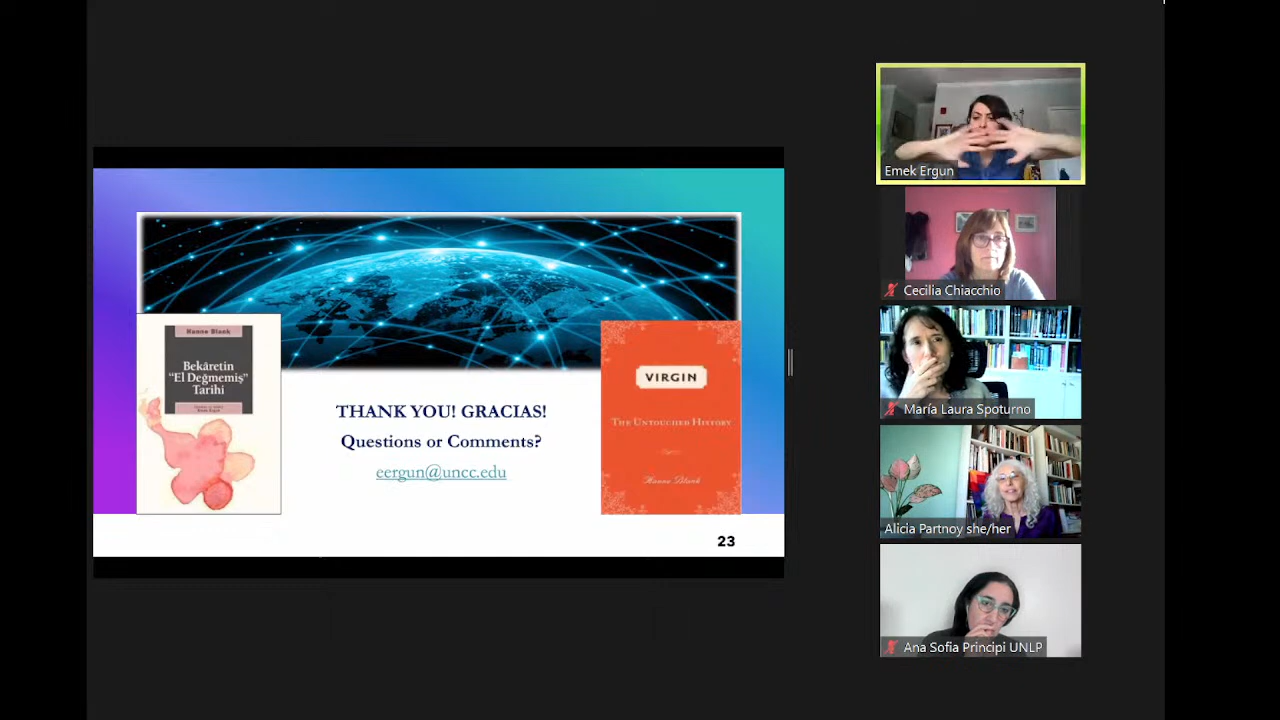 Hanne Blank
Bekâretin
"El Değmemiş"
Tarihi
VIRGIN
THE UNTOUCHED HISTORY
Hanne Blank
THANK YOU! GRACIAS!
Questions or Comments?
eergun@uncc.edu
23
Emek Ergun
Cecilia Chiacchio
María Laura Spoturno
Alicia Partnoy she/her
Ana Sofia Principi UNLP